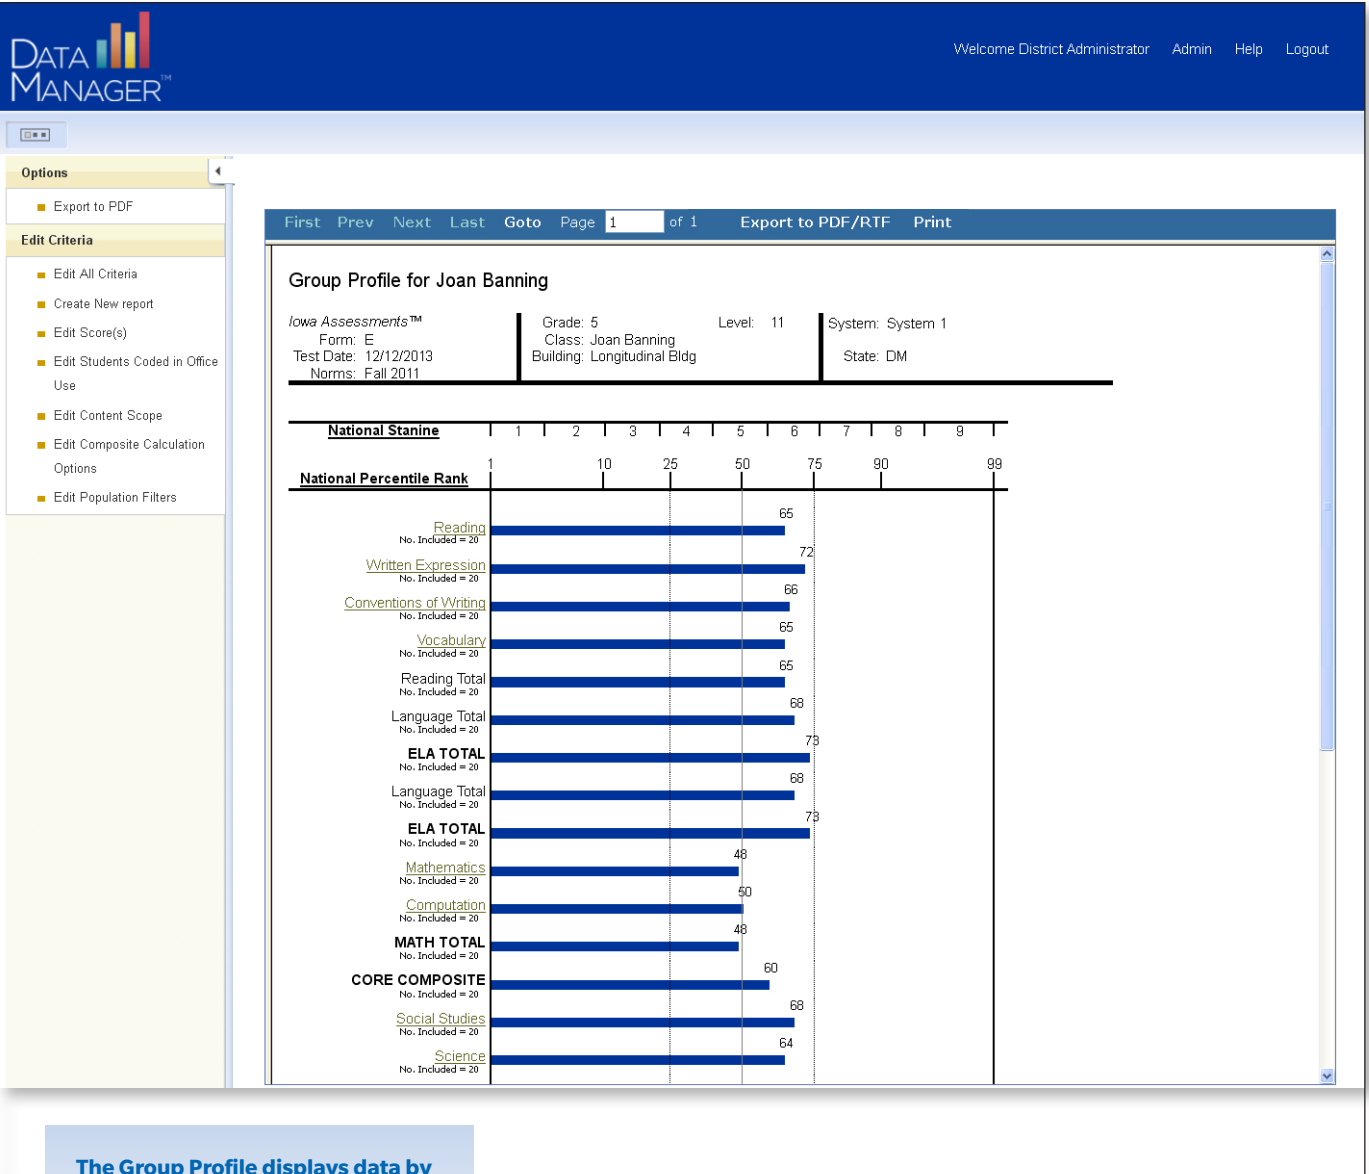 DATA MANAGER™
Welcome District Administrator Admin Help Logout
Options
Export to PDF
Edit Criteria
Edit All Criteria
Create New report
Edit Score(s)
Edit Students Coded in Office
Use
Edit Content Scope
Edit Composite Calculation
Options
Edit Population Filters
First Prev Next Last Goto Page 1 of 1 Export to PDF/RTF Print
Group Profile for Joan Banning
Iowa Assessments™
Form: E
Test Date: 12/12/2013
Norms: Fall 2011
Grade: 5 Level: 11
Class: Joan Banning
Building: Longitudinal Bldg
System: System 1
State: DM
National Stanine 1 2 3 4 5 6 7 8 9
National Percentile Rank 1 10 25 50 75 90 99
Reading 65
No. Included = 20
Written Expression 72
No. Included = 20
Conventions of Writing 66
No. Included = 20
Vocabulary 65
No. Included = 20
Reading Total 65
No. Included = 20
Language Total 68
No. Included = 20
ELA TOTAL 73
No. Included = 20
Language Total 68
No. Included = 20
ELA TOTAL 73
No. Included = 20
Mathematics 48
No. Included = 20
Computation 50
No. Included = 20
MATH TOTAL 48
No. Included = 20
CORE COMPOSITE 60
No. Included = 20
Social Studies 68
No. Included = 20
Science 64
No. Included = 20
The Group Profile displays data by